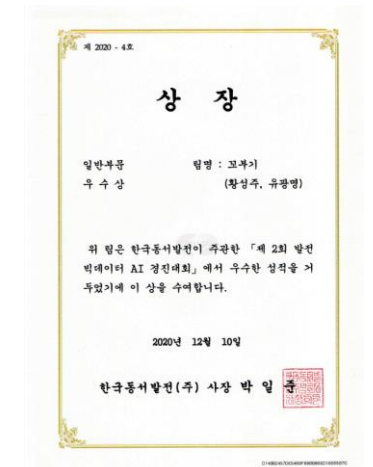 제 2020 - 4호
상 장
일반부문 팀명 : 꼬부기
우 수 상 (황성주, 유광명)
위 팀은 한국동서발전이 주관한 「제 2회 발전
빅데이터 AI 경진대회」에서 우수한 성적을 거
두었기에 이 상을 수여합니다.
2020년 12월 10일
한국동서발전(주) 사장 박 일 준